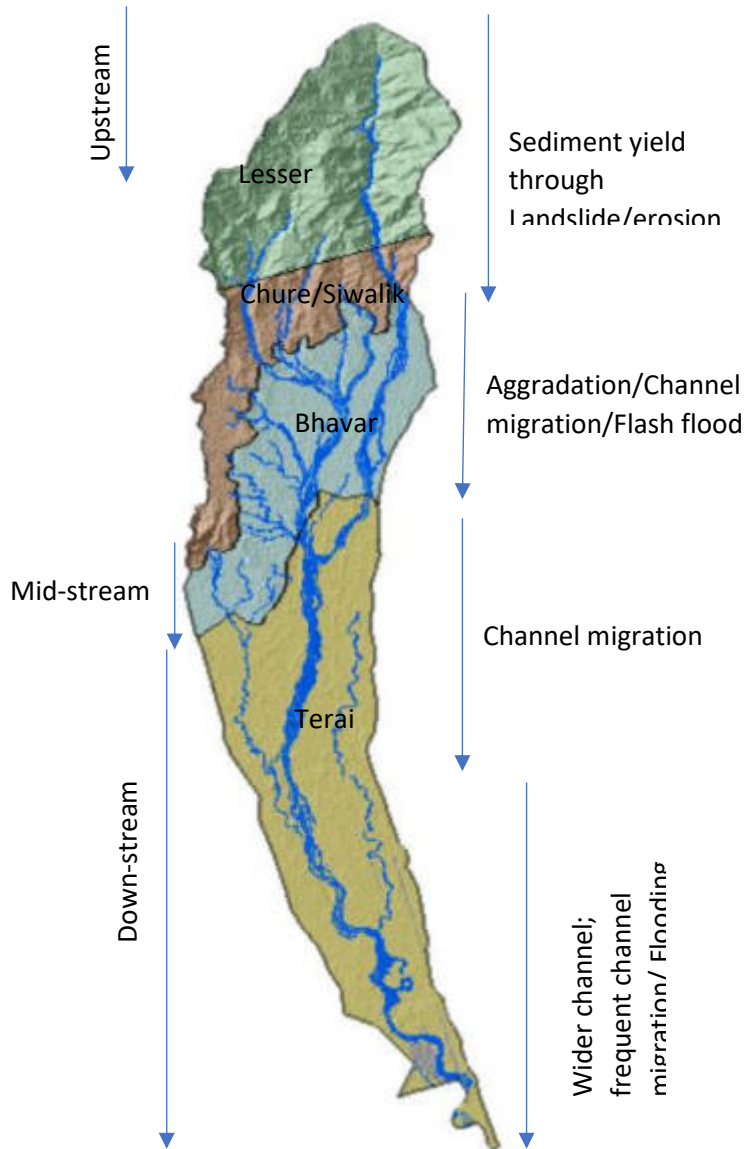 Upstream
Lesser
Sediment yield
through
Landslide/erosion
Chure/Siwalik
Aggradation/Channel
migration/Flash flood
Bhavar
Mid-stream
Channel migration
Terai
Down-stream
Wider channel;
frequent channel
migration/ Flooding